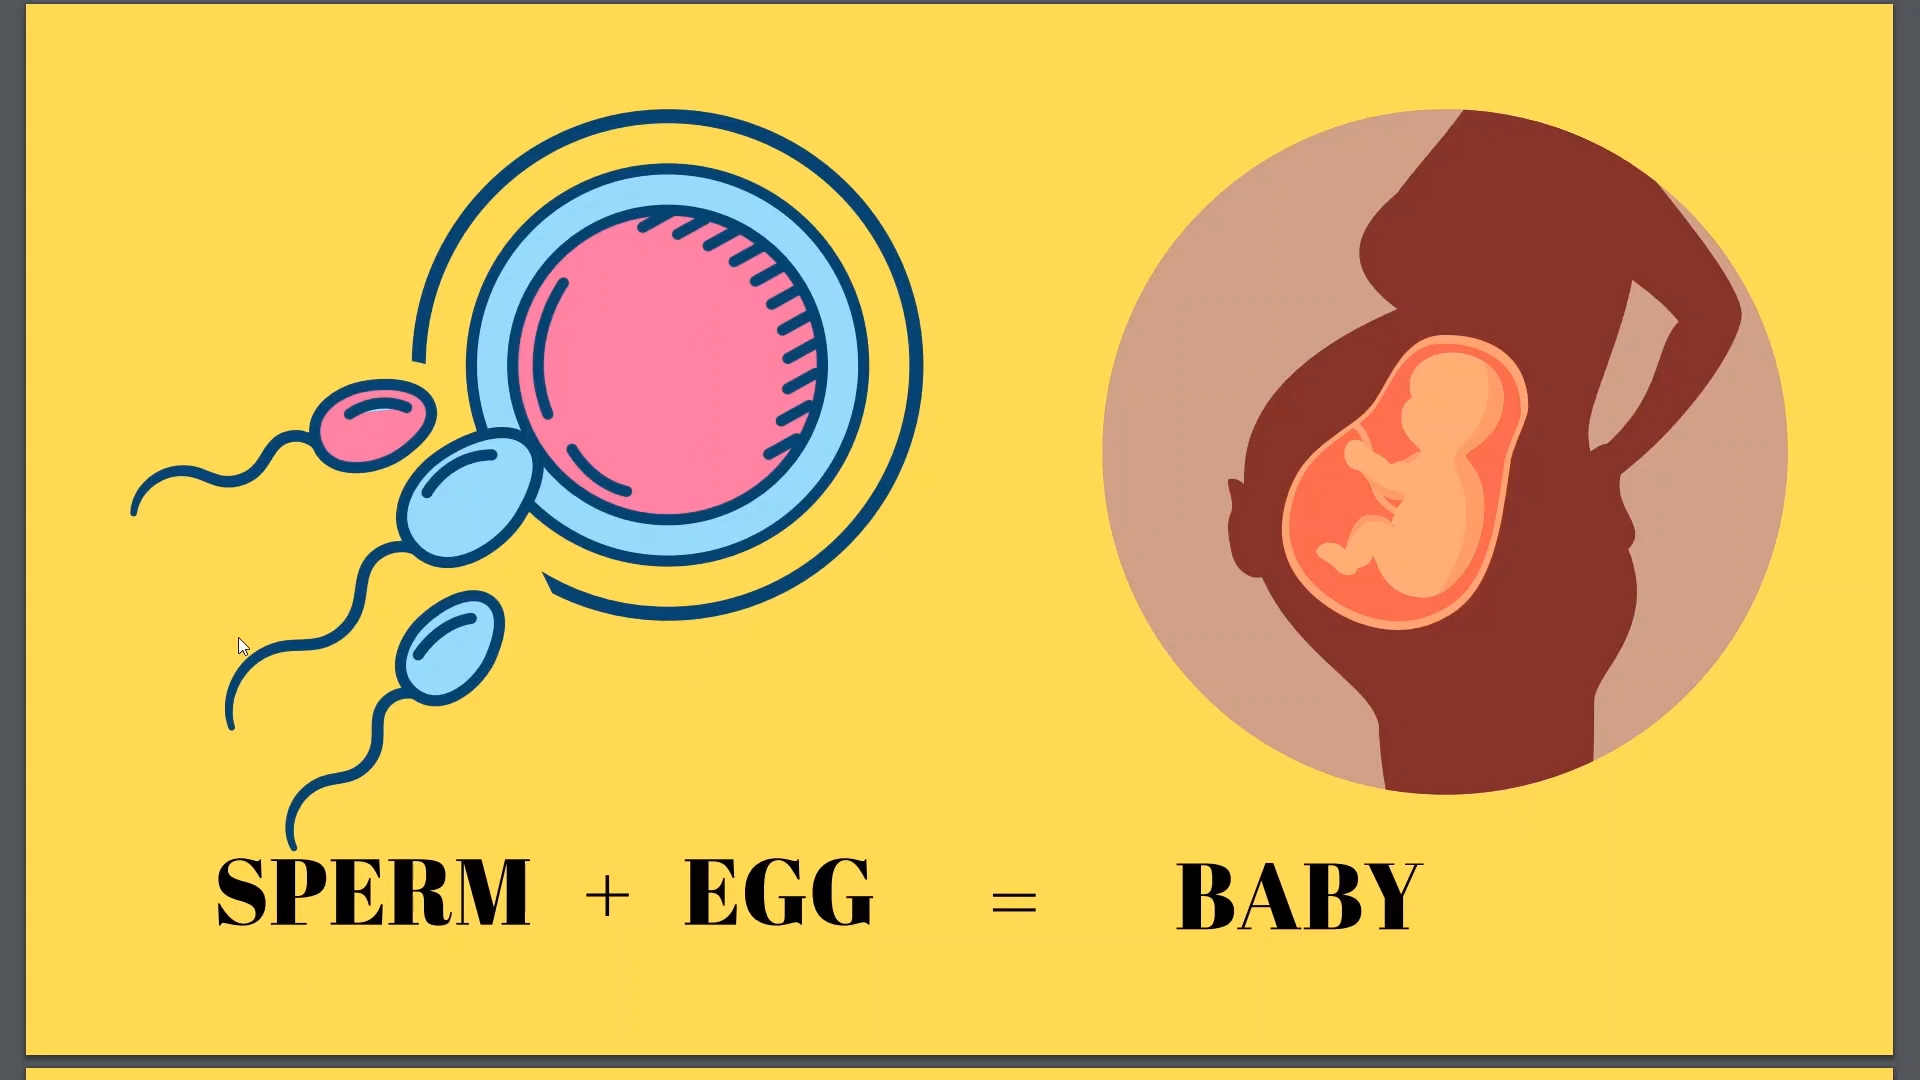 SPERM + EGG = BABY